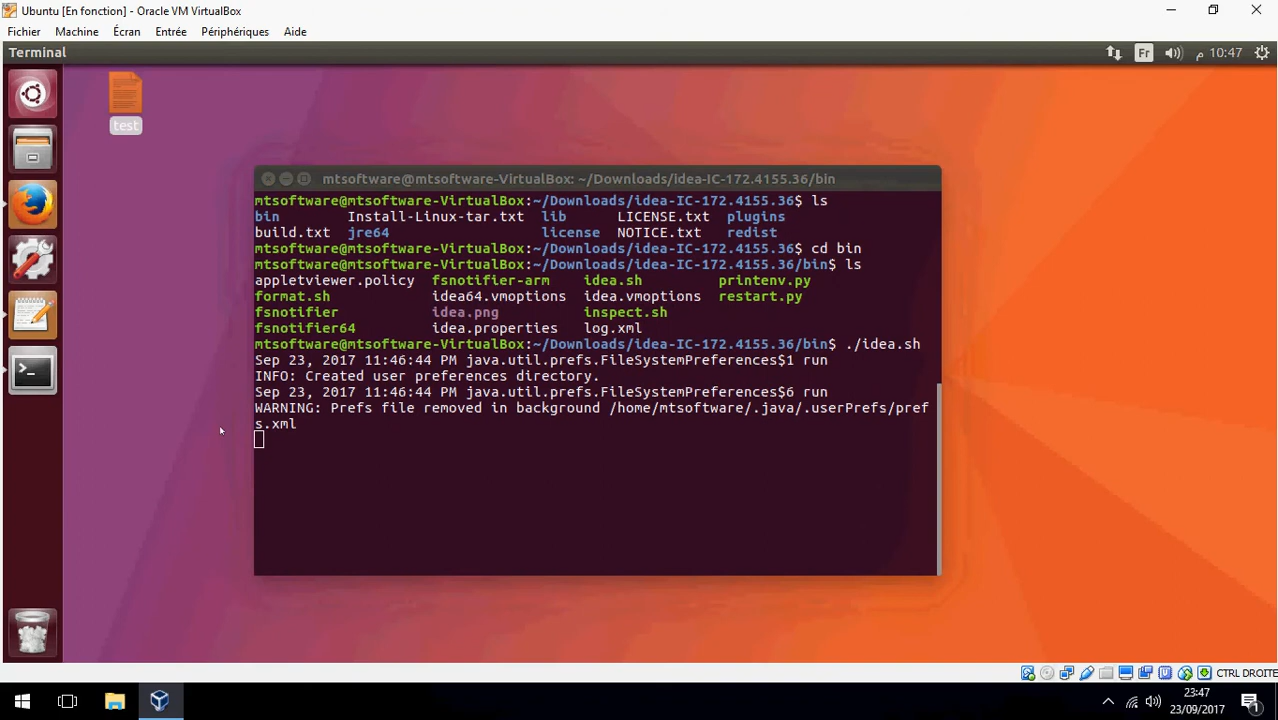 Ubuntu [En fonction] - Oracle VM VirtualBox
Fichier Machine Écran Entrée Périphériques Aide
Terminal
Fr
م 10:47
test
mtsoftware@mtsoftware-VirtualBox: ~/Downloads/idea-IC-172.4155.36/bin
mtsoftware@mtsoftware-VirtualBox:~/Downloads/idea-IC-172.4155.36$ ls
bin Install-Linux-tar.txt lib LICENSE.txt plugins
build.txt jre64 license NOTICE.txt redist
mtsoftware@mtsoftware-VirtualBox:~/Downloads/idea-IC-172.4155.36$ cd bin
mtsoftware@mtsoftware-VirtualBox:~/Downloads/idea-IC-172.4155.36/bin$ ls
appletviewer.policy fsnotifier-arm idea.sh printenv.py
format.sh idea64.vmoptions idea.vmoptions restart.py
fsnotifier idea.png inspect.sh
fsnotifier64 idea.properties log.xml
mtsoftware@mtsoftware-VirtualBox:~/Downloads/idea-IC-172.4155.36/bin$ ./idea.sh
Sep 23, 2017 11:46:44 PM java.util.prefs.FileSystemPreferences$1 run
INFO: Created user preferences directory.
Sep 23, 2017 11:46:44 PM java.util.prefs.FileSystemPreferences$6 run
WARNING: Prefs file removed in background /home/mtsoftware/.java/.userPrefs/pref
s.xml
CTRL DROITE
23:47
23/09/2017
1